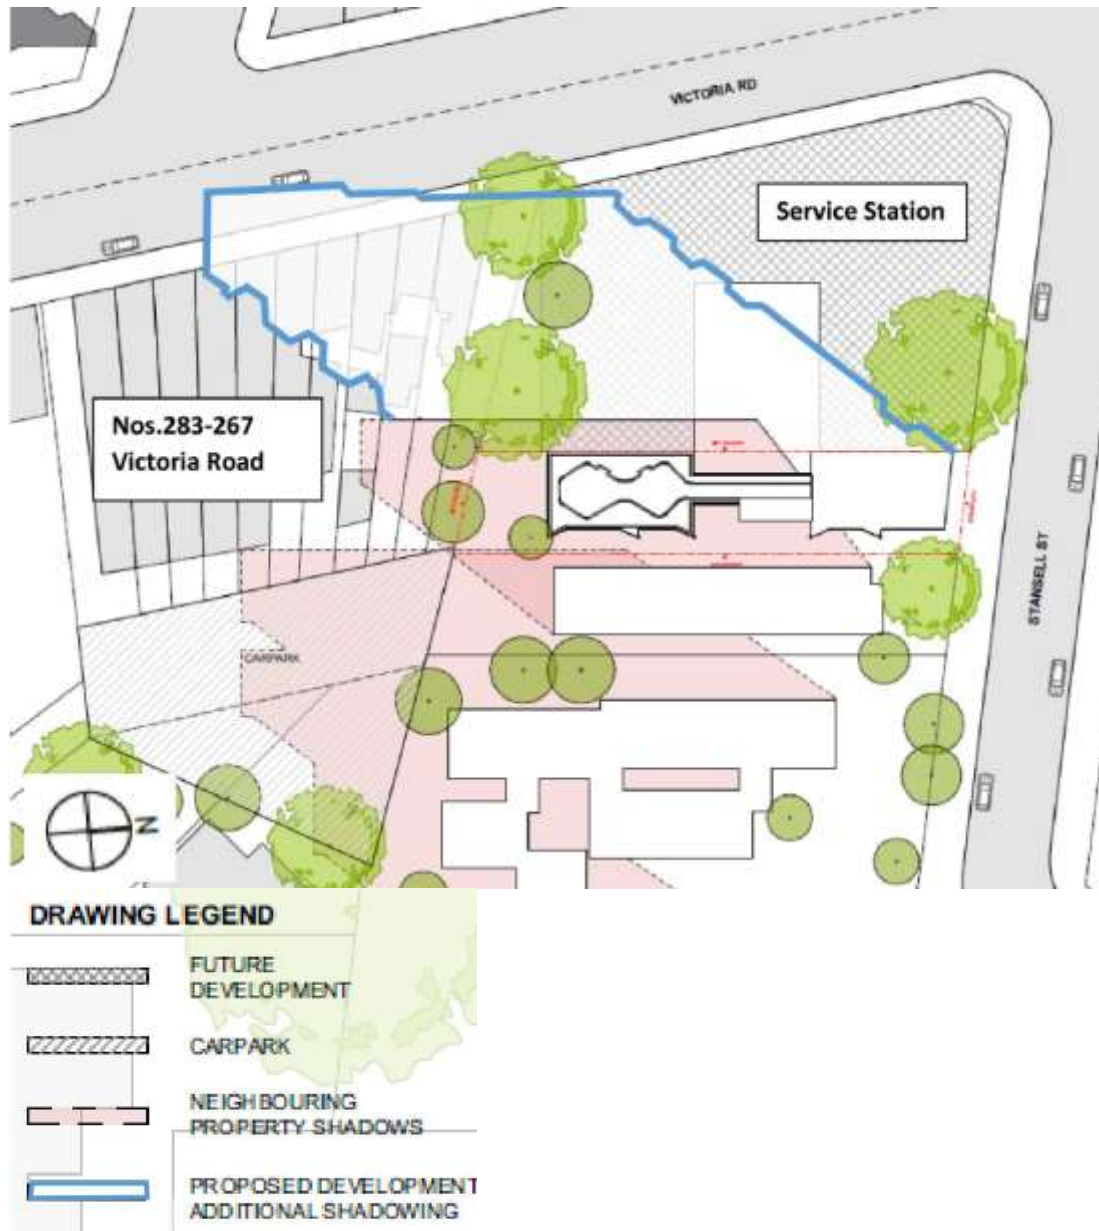 VICTORIA RD
Service Station
Nos.283-267
Victoria Road
STANSELL ST
CARPARK
N
DRAWING LEGEND
FUTURE
DEVELOPMENT
CARPARK
NEIGHBOURING
PROPERTY SHADOWS
PROPOSED DEVELOPMENT
ADDITIONAL SHADOWING